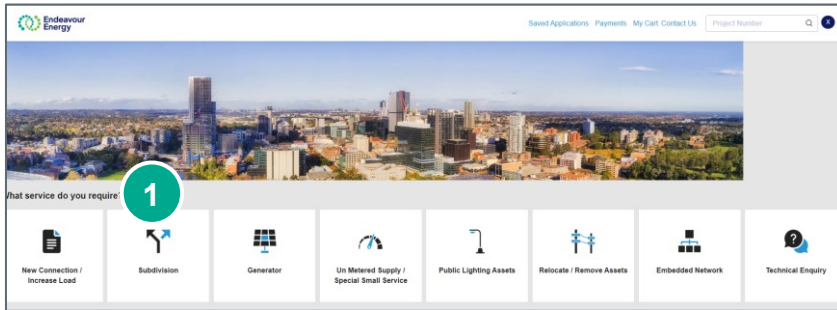 Endeavour
Energy
Saved Applications Payments My Cart Contact Us Project Number X
What service do you require?
1
New Connection /
Increase Load
Subdivision
Generator
Un Metered Supply /
Special Small Service
Public Lighting Assets
Relocate / Remove Assets
Embedded Network
Technical Enquiry